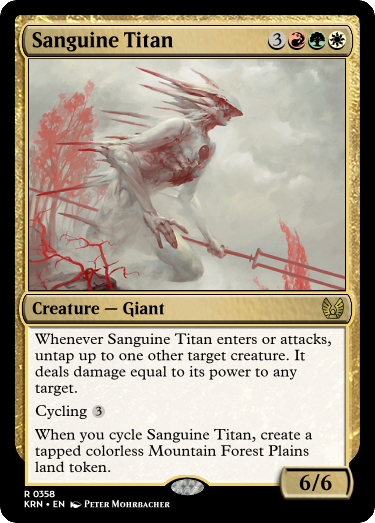 Sanguine Titan 3
Creature — Giant
Whenever Sanguine Titan enters or attacks,
untap up to one other target creature. It
deals damage equal to its power to any
target.
Cycling 3
When you cycle Sanguine Titan, create a
tapped colorless Mountain Forest Plains
land token.
6/6
R 0358
KRN • EN Peter Mohrbacher